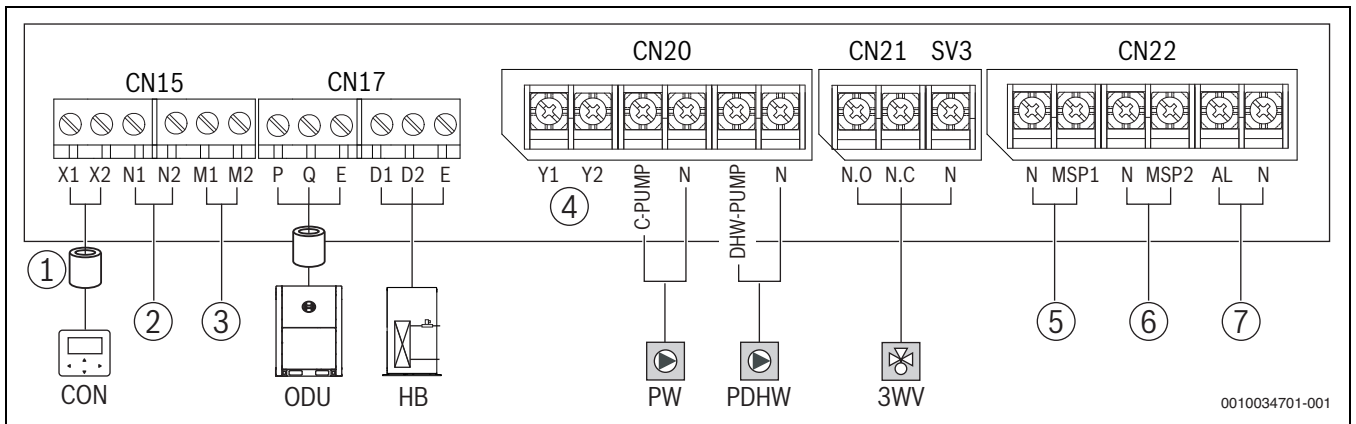 CN15
CN17
CN20
CN21 SV3
CN22
X1 X2 N1 N2 M1 M2
P Q E D1 D2 E
Y1 Y2 C-PUMP N DHW-PUMP N
N.O N.C N
N MSP1 N MSP2 AL N
4
1
2
3
5
6
7
CON
ODU
HB
PW
PDHW
3WV
0010034701-001